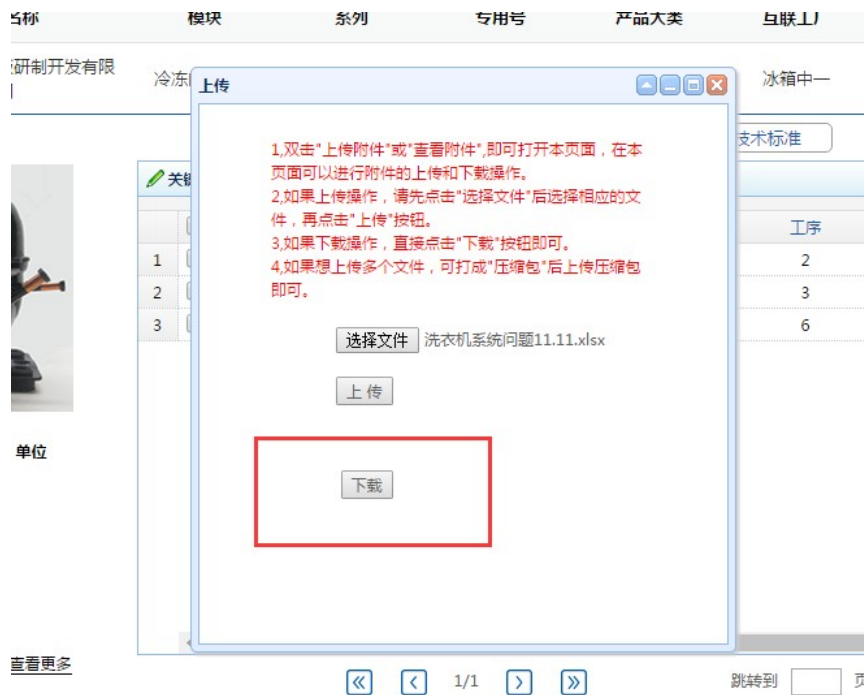 名称 模块 系列 专用号 产品大类 互联工厂
研制开发有限
冷冻 冰箱中一
上传
技术标准
1,双击"上传附件"或"查看附件",即可打开本页面，在本
页面可以进行附件的上传和下载操作。
2,如果上传操作，请先点击"选择文件"后选择相应的文
件，再点击"上传"按钮。
3,如果下载操作，直接点击"下载"按钮即可。
4,如果想上传多个文件，可打成"压缩包"后上传压缩包
即可。
关键
工序
1 2
2 3
3 6
选择文件 洗衣机系统问题11.11.xlsx
上 传
下载
单位
查看更多
1/1
跳转到 页